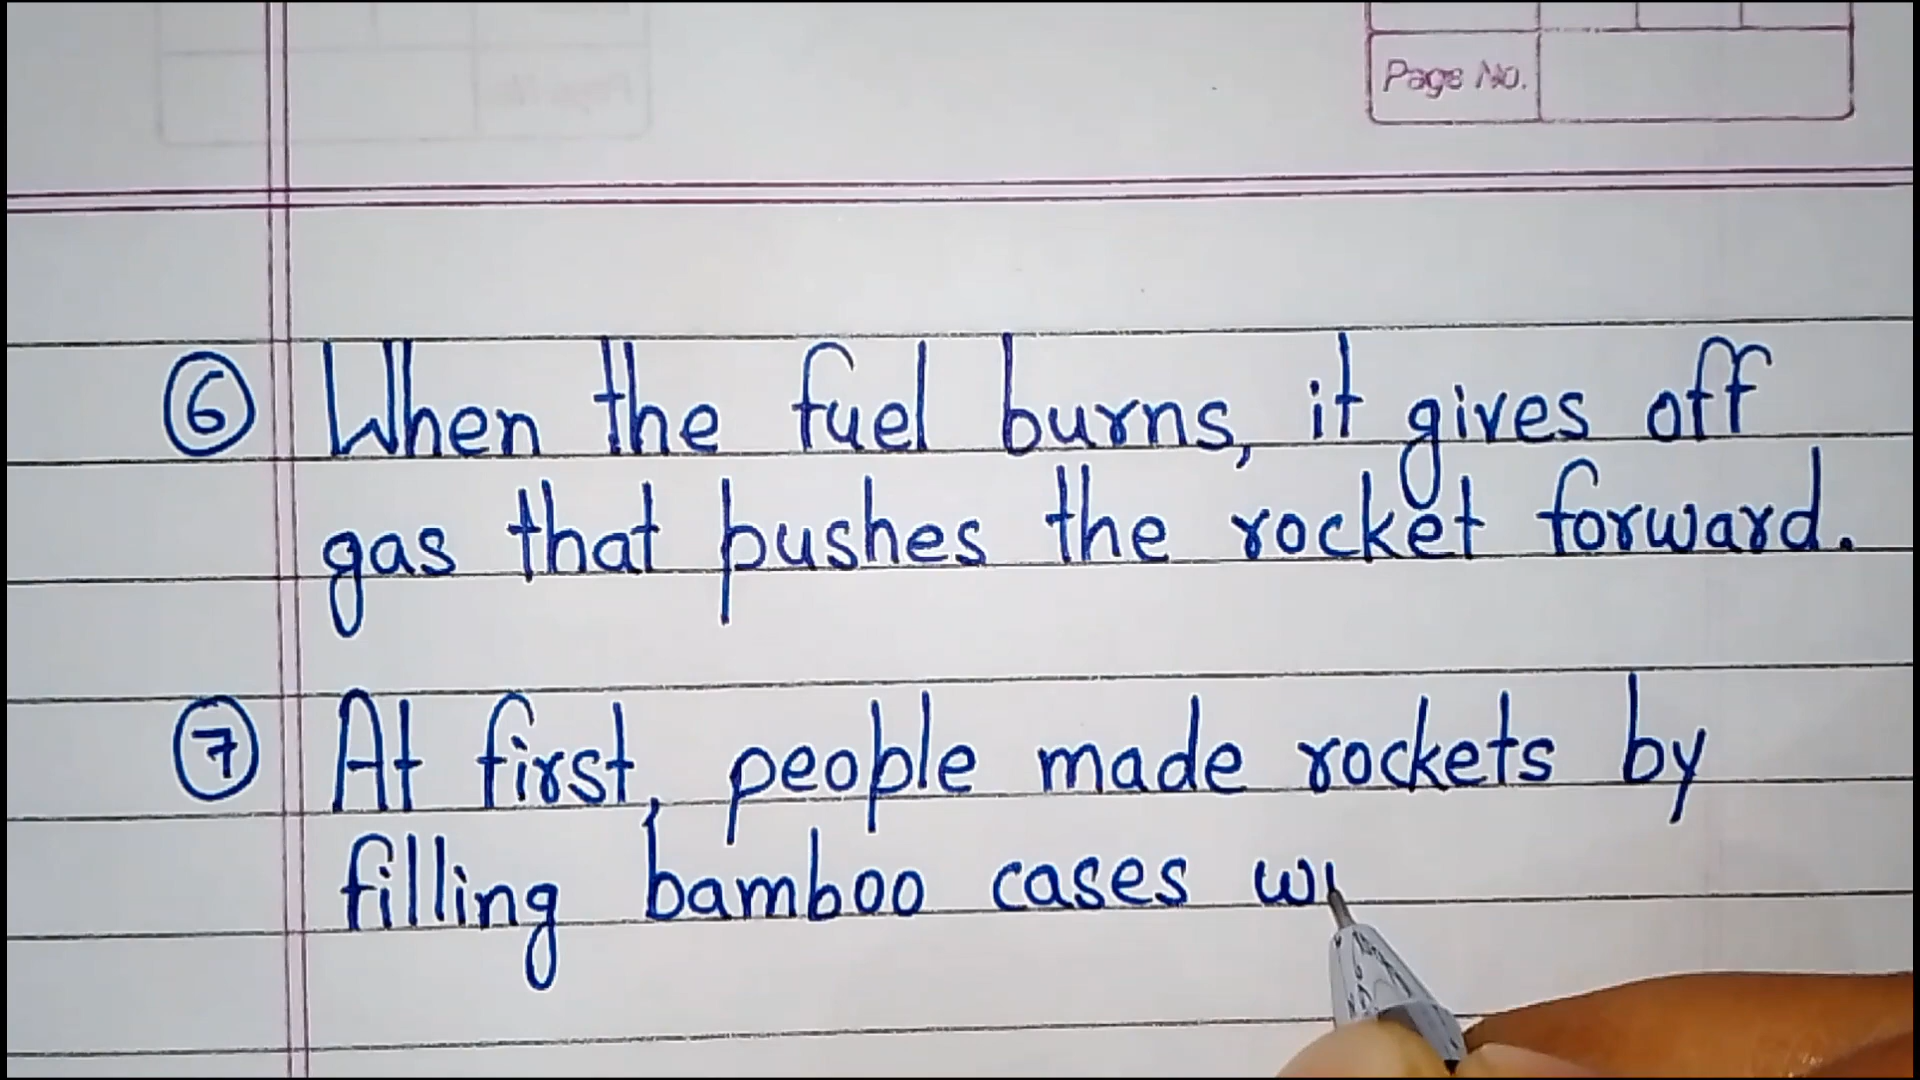 Page No.
⑥ When the fuel burns, it gives off
gas that pushes the rocket forward.
⑦ At first, people made rockets by
filling bamboo cases wi